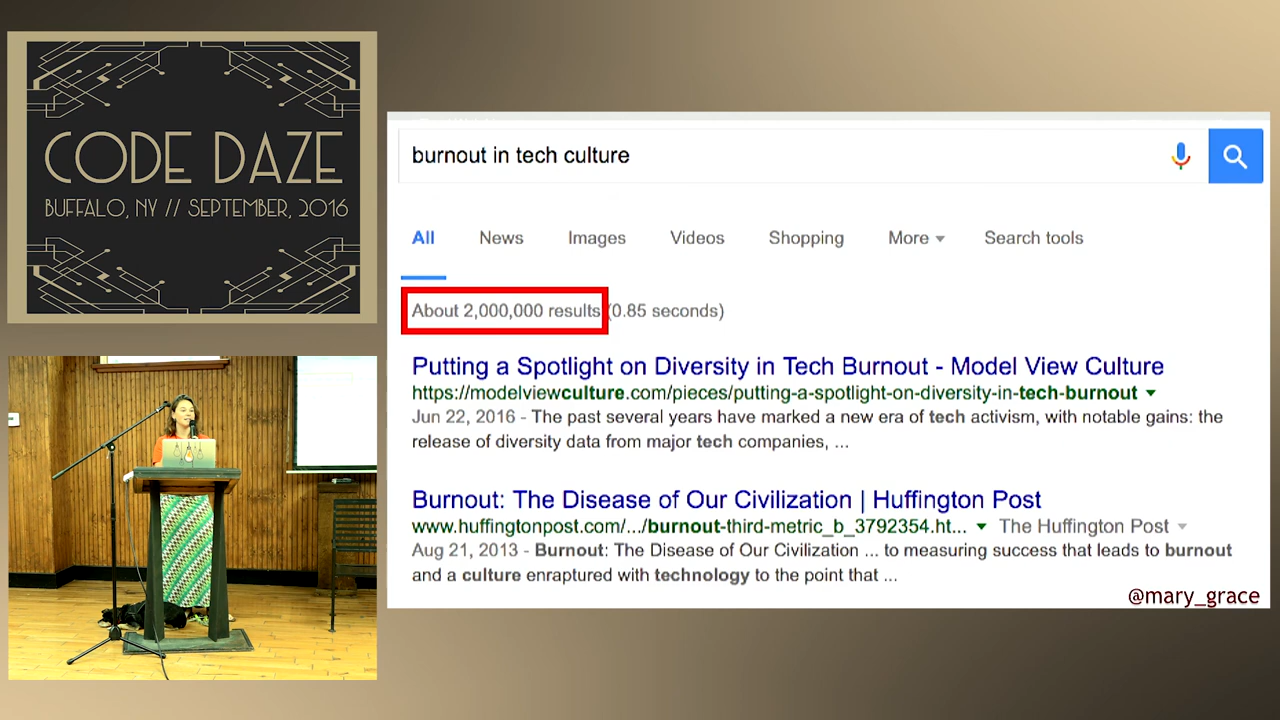 CODE DAZE
BUFFALO, NY // SEPTEMBER, 2016
burnout in tech culture
All News Images Videos Shopping More Search tools
About 2,000,000 results (0.85 seconds)
Putting a Spotlight on Diversity in Tech Burnout - Model View Culture
https://modelviewculture.com/pieces/putting-a-spotlight-on-diversity-in-tech-burnout
Jun 22, 2016 - The past several years have marked a new era of tech activism, with notable gains: the
release of diversity data from major tech companies, ...
Burnout: The Disease of Our Civilization | Huffington Post
www.huffingtonpost.com/.../burnout-third-metric_b_3792354.ht... The Huffington Post
Aug 21, 2013 - Burnout: The Disease of Our Civilization ... to measuring success that leads to burnout
and a culture enraptured with technology to the point that ...
@mary_grace